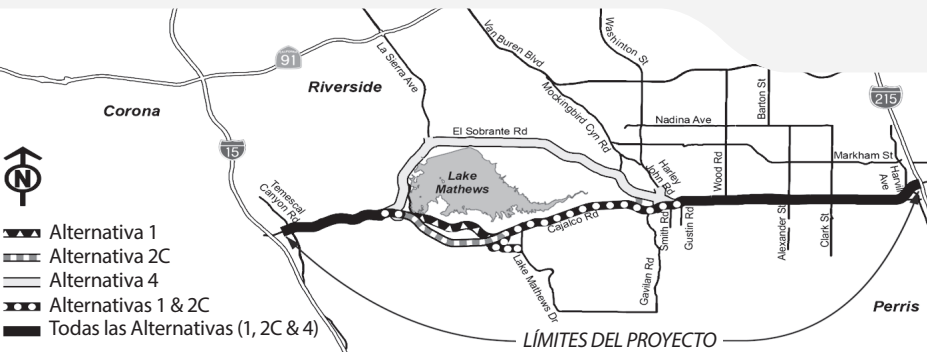 Van Buren Blvd
Washinton St
La Sierra Ave
91
Riverside
Corona
Mockingbird Cyn Rd
Barton St
215
Nadina Ave
El Sobrante Rd
15
Markham St
Harley
John Rd
Wood Rd
Harvill
Ave
N
Lake
Mathews
Temescal
Canyon Rd
Cajalco Rd
Smith Rd
Gustin Rd
Alexander St
Clark St
Alternativa 1
Alternativa 2C
Alternativa 4
Alternativas 1 & 2C
Todas las Alternativas (1, 2C & 4)
Lake Mathews Dr
Gavilan Rd
Perris
LÍMITES DEL PROYECTO